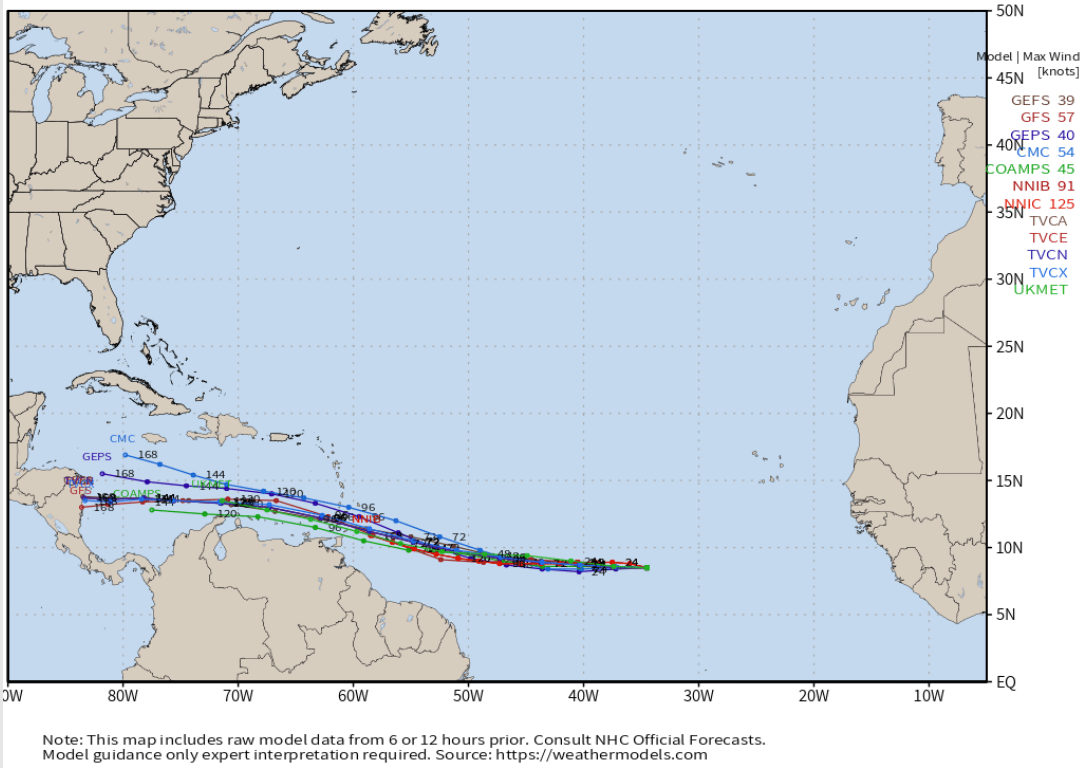 50N
Model | Max Wind
[knots]
45N
GEFS 39
GFS 57
GEPS 40
40N
CMC 54
COAMPS 45
NNIB 91
NNIC 125
35N
TVCA
TVCE
TVCN
TVCX
30N
UKMET
25N
20N
CMC
168
GEPS
168
144
15N
GFS
COAMPS
144
120
120
96
96
NNIB
72
48
10N
24
24
5N
EQ
80W
70W
60W
50W
40W
30W
20W
10W
Note: This map includes raw model data from 6 or 12 hours prior. Consult NHC Official Forecasts.
Model guidance only expert interpretation required. Source: https://weathermodels.com